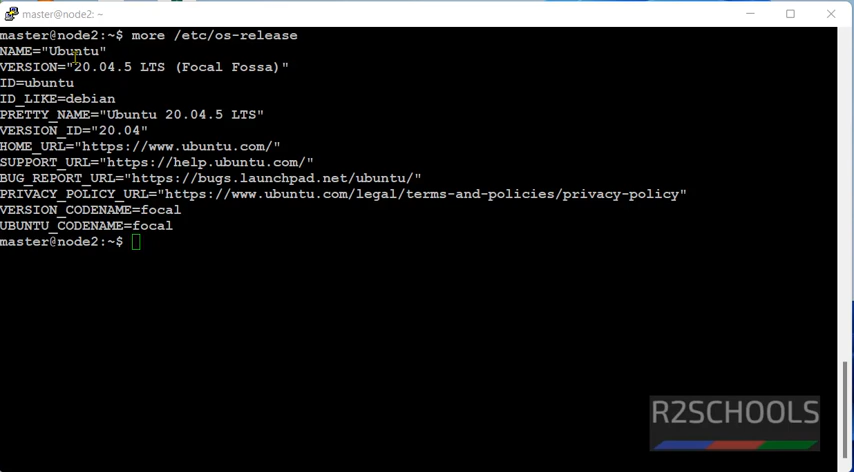 master@node2: ~
master@node2:~$ more /etc/os-release
NAME="Ubuntu"
VERSION="20.04.5 LTS (Focal Fossa)"
ID=ubuntu
ID_LIKE=debian
PRETTY_NAME="Ubuntu 20.04.5 LTS"
VERSION_ID="20.04"
HOME_URL="https://www.ubuntu.com/"
SUPPORT_URL="https://help.ubuntu.com/"
BUG_REPORT_URL="https://bugs.launchpad.net/ubuntu/"
PRIVACY_POLICY_URL="https://www.ubuntu.com/legal/terms-and-policies/privacy-policy"
VERSION_CODENAME=focal
UBUNTU_CODENAME=focal
master@node2:~$
R2SCHOOLS